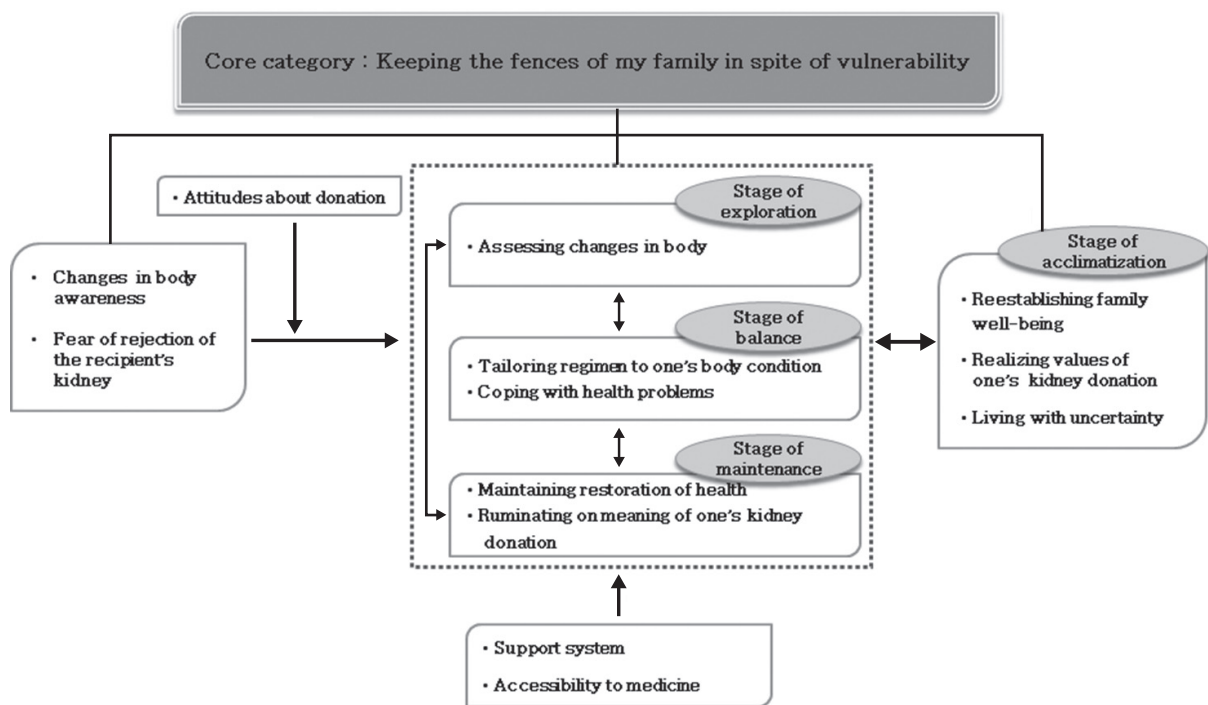 Core category : Keeping the fences of my family in spite of vulnerability
• Attitudes about donation
• Changes in body
awareness
• Fear of rejection of
the recipient's
kidney
Stage of
exploration
• Assessing changes in body
Stage of
balance
• Tailoring regimen to one's body condition
• Coping with health problems
Stage of
maintenance
• Maintaining restoration of health
• Ruminating on meaning of one's kidney
donation
Stage of
acclimatization
• Reestablishing family
well-being
• Realizing values of
one's kidney donation
• Living with uncertainty
• Support system
• Accessibility to medicine